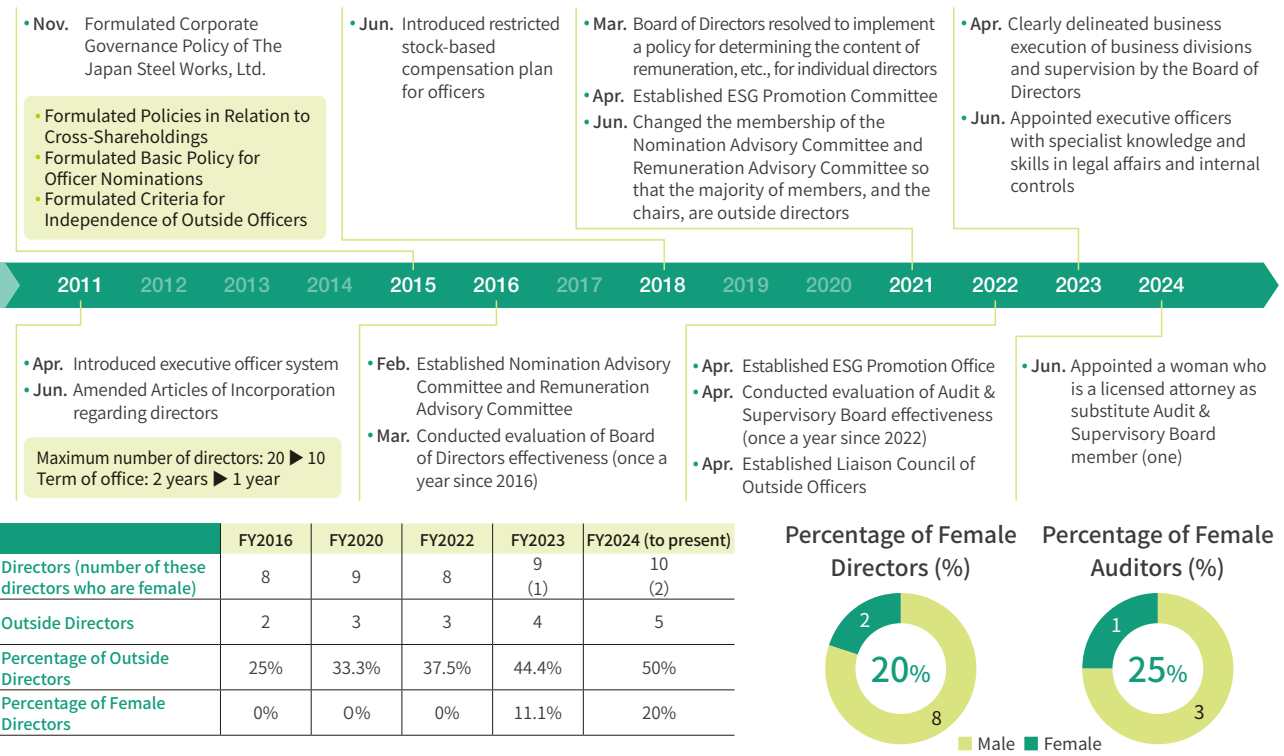 • Nov. Formulated Corporate
Governance Policy of The
Japan Steel Works, Ltd.
• Formulated Policies in Relation to
Cross-Shareholdings
• Formulated Basic Policy for
Officer Nominations
• Formulated Criteria for
Independence of Outside Officers
• Jun. Introduced restricted
stock-based
compensation plan
for officers
• Mar. Board of Directors resolved to implement
a policy for determining the content of
remuneration, etc., for individual directors
• Apr. Established ESG Promotion Committee
• Jun. Changed the membership of the
Nomination Advisory Committee and
Remuneration Advisory Committee so
that the majority of members, and the
chairs, are outside directors
• Apr. Clearly delineated business
execution of business divisions
and supervision by the Board of
Directors
• Jun. Appointed executive officers
with specialist knowledge and
skills in legal affairs and internal
controls
2011 2012 2013 2014 2015 2016 2017 2018 2019 2020 2021 2022 2023 2024
• Apr. Introduced executive officer system
• Jun. Amended Articles of Incorporation
regarding directors
Maximum number of directors: 20 ▶ 10
Term of office: 2 years ▶ 1 year
• Feb. Established Nomination Advisory
Committee and Remuneration
Advisory Committee
• Mar. Conducted evaluation of Board
of Directors effectiveness (once a
year since 2016)
• Apr. Established ESG Promotion Office
• Apr. Conducted evaluation of Audit &
Supervisory Board effectiveness
(once a year since 2022)
• Apr. Established Liaison Council of
Outside Officers
• Jun. Appointed a woman who
is a licensed attorney as
substitute Audit &
Supervisory Board
member (one)
FY2016 FY2020 FY2022 FY2023 FY2024 (to present)
Directors (number of these
directors who are female) 8 9 8 9 10
(1) (2)
Outside Directors 2 3 3 4 5
Percentage of Outside
Directors 25% 33.3% 37.5% 44.4% 50%
Percentage of Female
Directors 0% 0% 0% 11.1% 20%
Percentage of Female
Directors (%)
2
20%
8
Percentage of Female
Auditors (%)
1
25%
3
Male Female